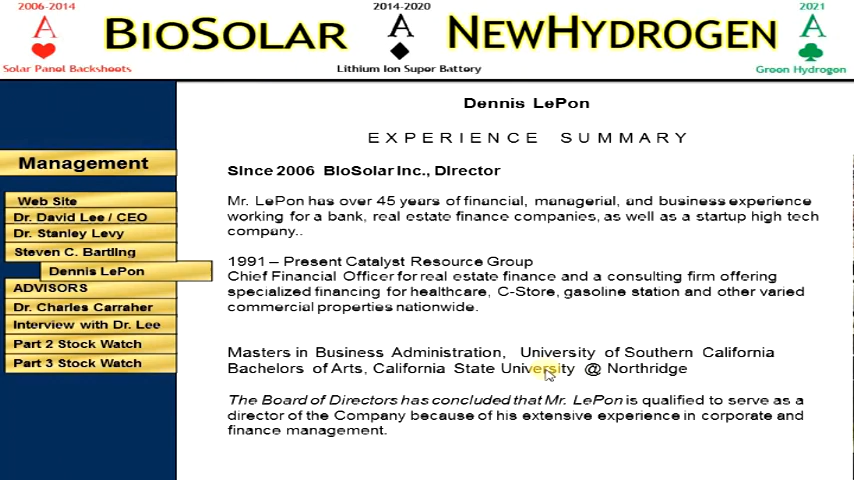 2006-2014
A
Solar Panel Backsheets
BIOSOLAR
2014-2020
A
Lithium Ion Super Battery
NEWHYDROGEN
2021
A
Green Hydrogen
Management
Web Site
Dr. David Lee / CEO
Dr. Stanley Levy
Steven C. Bartling
Dennis LePon
ADVISORS
Dr. Charles Carraher
Interview with Dr. Lee
Part 2 Stock Watch
Part 3 Stock Watch
Dennis LePon
EXPERIENCE SUMMARY
Since 2006 BioSolar Inc., Director
Mr. LePon has over 45 years of financial, managerial, and business experience
working for a bank, real estate finance companies, as well as a startup high tech
company..
1991 – Present Catalyst Resource Group
Chief Financial Officer for real estate finance and a consulting firm offering
specialized financing for healthcare, C-Store, gasoline station and other varied
commercial properties nationwide.
Masters in Business Administration, University of Southern California
Bachelors of Arts, California State University @ Northridge
The Board of Directors has concluded that Mr. LePon is qualified to serve as a
director of the Company because of his extensive experience in corporate and
finance management.